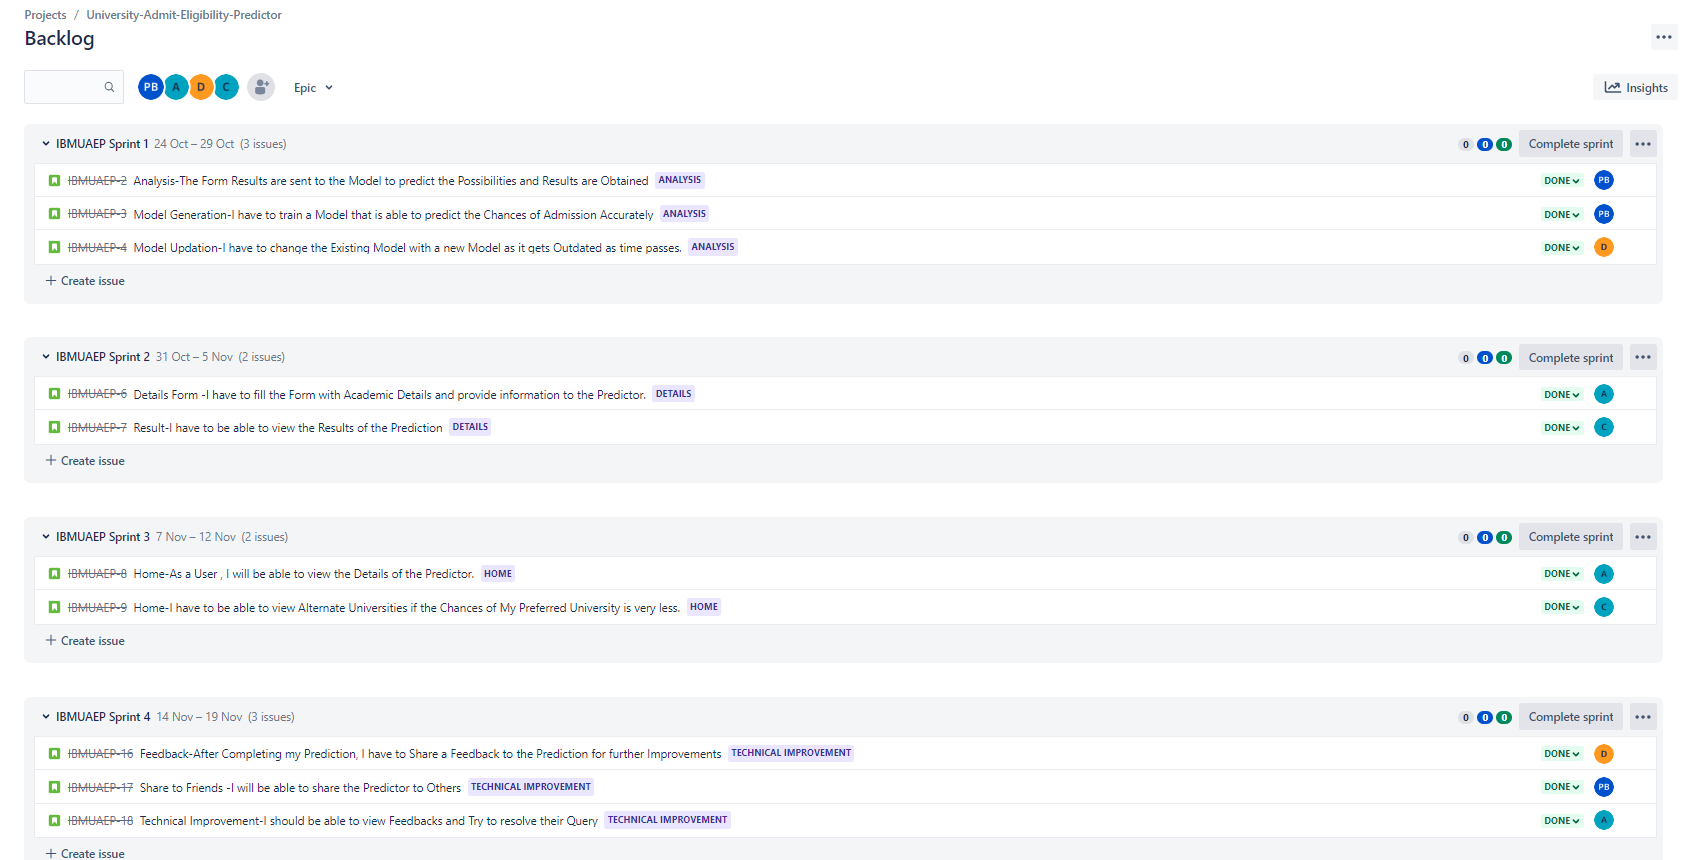 Projects / University-Admit-Eligibility-Predictor
Backlog
PB A D C Epic Insights
IBMUAEP Sprint 1 24 Oct – 29 Oct (3 issues) 0 0 0 Complete sprint
IBMUAEP-2 Analysis-The Form Results are sent to the Model to predict the Possibilities and Results are Obtained ANALYSIS DONE PB
IBMUAEP-3 Model Generation-I have to train a Model that is able to predict the Chances of Admission Accurately ANALYSIS DONE PB
IBMUAEP-4 Model Updation-I have to change the Existing Model with a new Model as it gets Outdated as time passes. ANALYSIS DONE D
+ Create issue
IBMUAEP Sprint 2 31 Oct – 5 Nov (2 issues) 0 0 0 Complete sprint
IBMUAEP-6 Details Form -I have to fill the Form with Academic Details and provide information to the Predictor. DETAILS DONE A
IBMUAEP-7 Result-I have to be able to view the Results of the Prediction DETAILS DONE C
+ Create issue
IBMUAEP Sprint 3 7 Nov – 12 Nov (2 issues) 0 0 0 Complete sprint
IBMUAEP-8 Home-As a User , I will be able to view the Details of the Predictor. HOME DONE A
IBMUAEP-9 Home-I have to be able to view Alternate Universities if the Chances of My Preferred University is very less. HOME DONE C
+ Create issue
IBMUAEP Sprint 4 14 Nov – 19 Nov (3 issues) 0 0 0 Complete sprint
IBMUAEP-16 Feedback-After Completing my Prediction, I have to Share a Feedback to the Prediction for further Improvements TECHNICAL IMPROVEMENT DONE D
IBMUAEP-17 Share to Friends -I will be able to share the Predictor to Others TECHNICAL IMPROVEMENT DONE PB
IBMUAEP-18 Technical Improvement-I should be able to view Feedbacks and Try to resolve their Query TECHNICAL IMPROVEMENT DONE A
+ Create issue